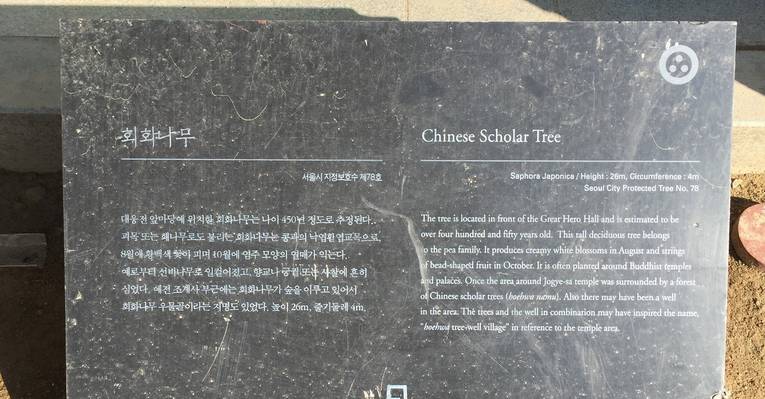 회화나무
서울시 지정보호수 제78호
대웅전 앞마당에 위치한 회화나무는 나이 450년 정도로 추정된다.
괴목 또는 해나무로도 불리는 회화나무는 콩과의 낙엽활엽교목으로,
8월에 황백색 꽃이 피며 10월에 염주 모양의 열매가 익는다.
예로부터 선비나무로 일컬어졌고, 향교나 궁궐 또는 사찰에 흔히
심었다. 예전 조계사 부근에는 회화나무가 숲을 이루고 있어서
회화나무 우물골이라는 지명도 있었다. 높이 26m, 줄기둘레 4m.
Chinese Scholar Tree
Saphora Japonica / Height : 26m, Circumference : 4m
Seoul City Protected Tree No. 78
The tree is located in front of the Great Hero Hall and is estimated to be
over four hundred and fifty years old. This tall deciduous tree belongs
to the pea family. It produces creamy white blossoms in August and strings
of bead-shaped fruit in October. It is often planted around Buddhist temples
and palaces. Once the area around Jogye-sa temple was surrounded by a forest
of Chinese scholar trees (hoehwa namu). Also there may have been a well
in the area. The trees and the well in combination may have inspired the name,
"hoehwa tree-well village" in reference to the temple area.